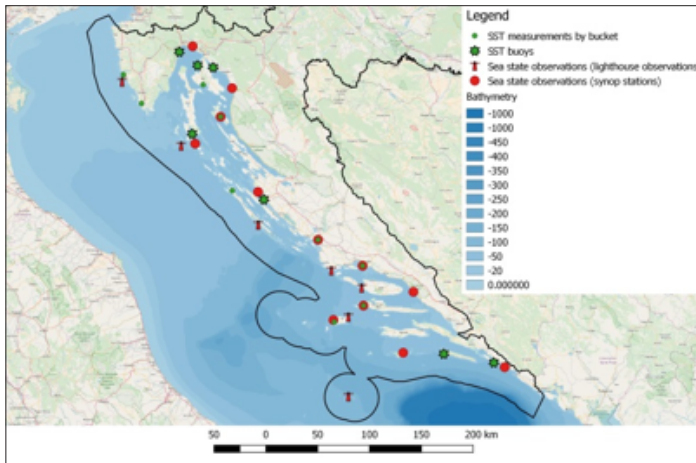 Legend
SST measurements by bucket
SST buoys
Sea state observations (lighthouse observations)
Sea state observations (synop stations)
Bathymetry
-1000
-1000
-450
-400
-350
-300
-250
-200
-150
-100
-50
-20
0.000000
50 0 50 100 150 200 km